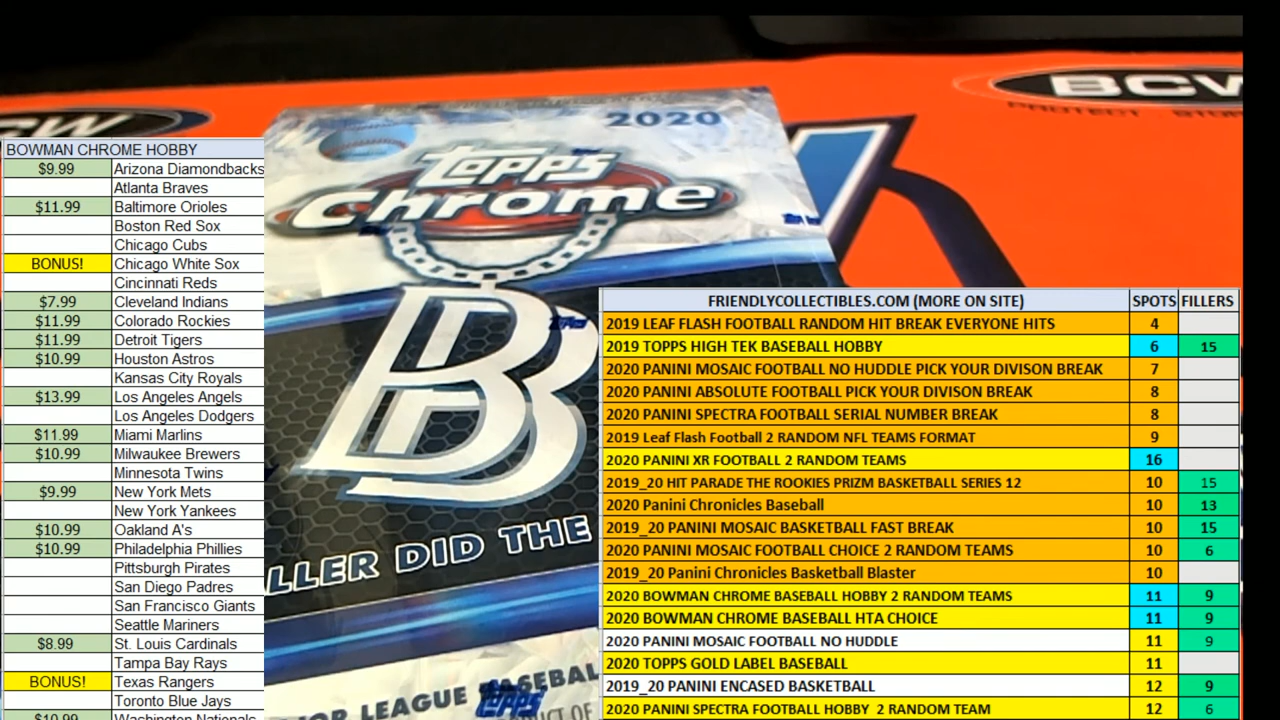 BCW
PROTECT
BOWMAN CHROME HOBBY
$9.99 Arizona Diamondbacks
Atlanta Braves
$11.99 Baltimore Orioles
Boston Red Sox
Chicago Cubs
BONUS! Chicago White Sox
Cincinnati Reds
$7.99 Cleveland Indians
$11.99 Colorado Rockies
$11.99 Detroit Tigers
$10.99 Houston Astros
Kansas City Royals
$13.99 Los Angeles Angels
Los Angeles Dodgers
$11.99 Miami Marlins
$10.99 Milwaukee Brewers
Minnesota Twins
$9.99 New York Mets
New York Yankees
$10.99 Oakland A's
$10.99 Philadelphia Phillies
Pittsburgh Pirates
San Diego Padres
San Francisco Giants
Seattle Mariners
$8.99 St. Louis Cardinals
Tampa Bay Rays
BONUS! Texas Rangers
Toronto Blue Jays
$10.99 Washington Nationals
2020
Topps
Chrome
BB
LLER DID THE
JOR LEAGUE BASEBAL
Topps
UCT OF
FRIENDLYCOLLECTIBLES.COM (MORE ON SITE) SPOTS FILLERS
2019 LEAF FLASH FOOTBALL RANDOM HIT BREAK EVERYONE HITS 4
2019 TOPPS HIGH TEK BASEBALL HOBBY 6 15
2020 PANINI MOSAIC FOOTBALL NO HUDDLE PICK YOUR DIVISON BREAK 7
2020 PANINI ABSOLUTE FOOTBALL PICK YOUR DIVISON BREAK 8
2020 PANINI SPECTRA FOOTBALL SERIAL NUMBER BREAK 8
2019 Leaf Flash Football 2 RANDOM NFL TEAMS FORMAT 9
2020 PANINI XR FOOTBALL 2 RANDOM TEAMS 16
2019_20 HIT PARADE THE ROOKIES PRIZM BASKETBALL SERIES 12 10 15
2020 Panini Chronicles Baseball 10 13
2019_20 PANINI MOSAIC BASKETBALL FAST BREAK 10 15
2020 PANINI MOSAIC FOOTBALL CHOICE 2 RANDOM TEAMS 10 6
2019_20 Panini Chronicles Basketball Blaster 10
2020 BOWMAN CHROME BASEBALL HOBBY 2 RANDOM TEAMS 11 9
2020 BOWMAN CHROME BASEBALL HTA CHOICE 11 9
2020 PANINI MOSAIC FOOTBALL NO HUDDLE 11 9
2020 TOPPS GOLD LABEL BASEBALL 11
2019_20 PANINI ENCASED BASKETBALL 12 9
2020 PANINI SPECTRA FOOTBALL HOBBY 2 RANDOM TEAM 12 6